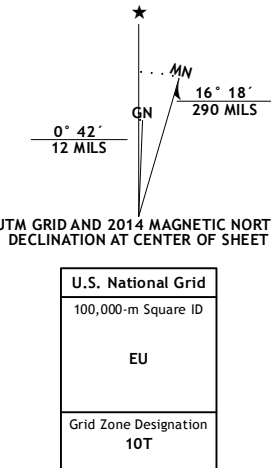 ★
MN
GN
16° 18´
290 MILS
0° 42´
12 MILS
UTM GRID AND 2014 MAGNETIC NORTH
DECLINATION AT CENTER OF SHEET
U.S. National Grid
100,000-m Square ID
EU
Grid Zone Designation
10T